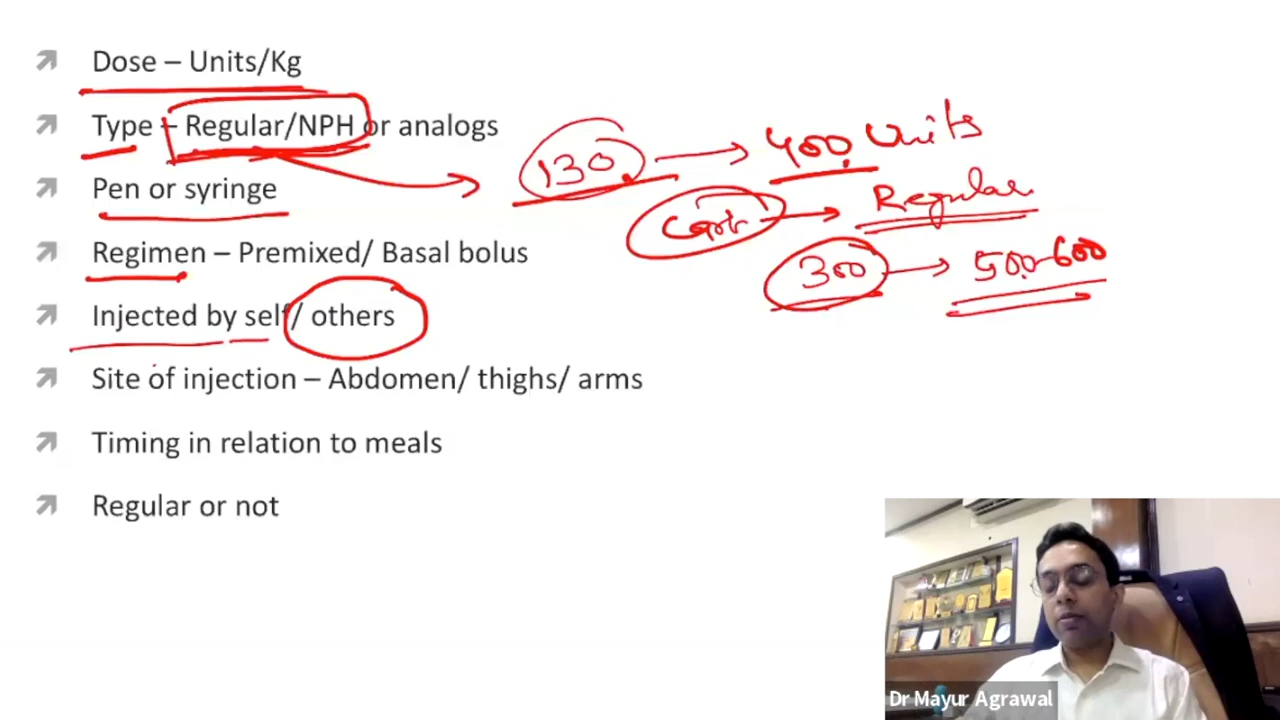 Dose – Units/Kg
Type – Regular/NPH or analogs
130 → 400 Units
Pen or syringe
→ Regular
Regimen – Premixed/ Basal bolus
300 → 500-600
Injected by self/ others
Site of injection – Abdomen/ thighs/ arms
Timing in relation to meals
Regular or not
Dr Mayur Agrawal